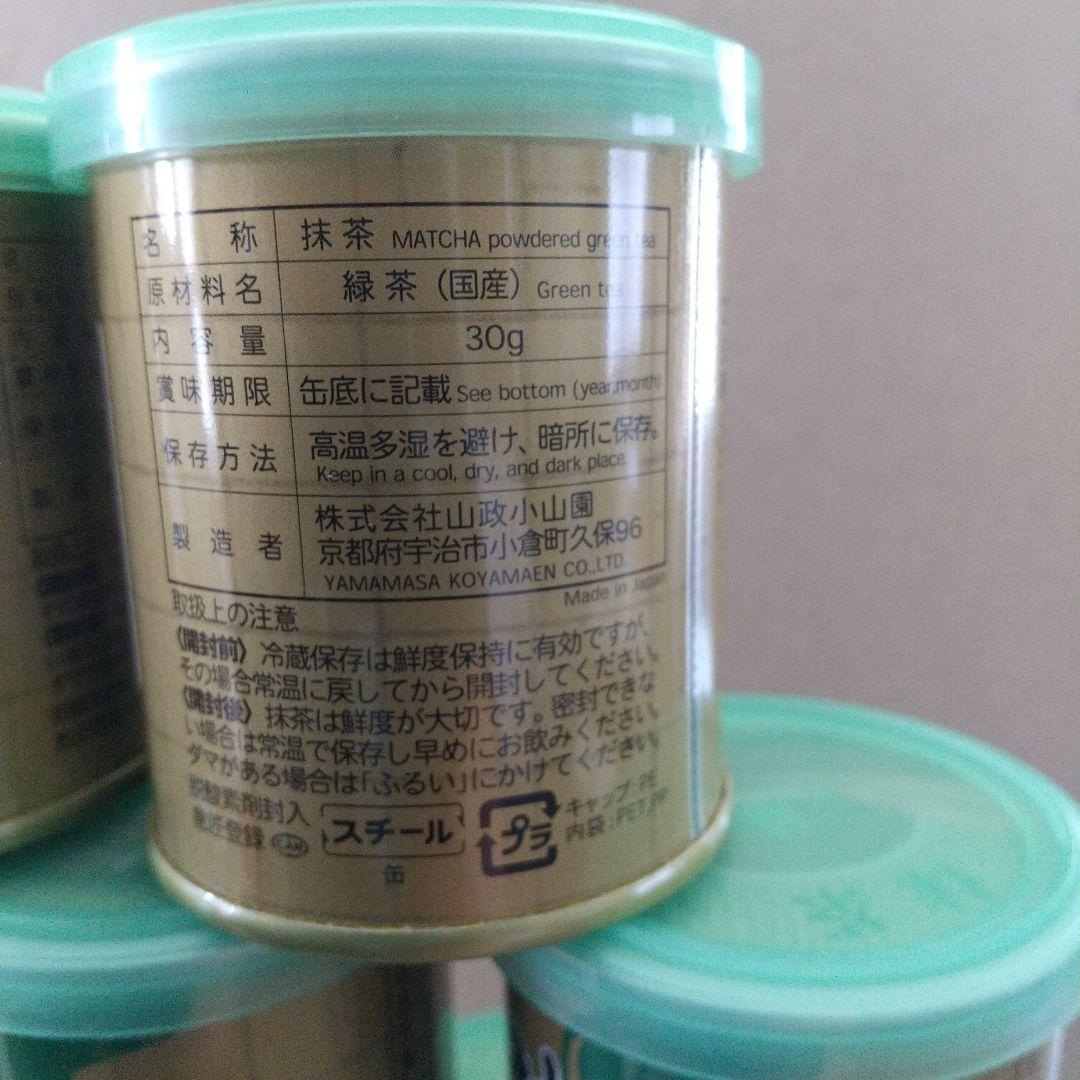 名称 抹茶 MATCHA powdered green tea
原材料名 緑茶（国産） Green tea
内容量 30g
賞味期限 缶底に記載 See bottom (year,month)
保存方法 高温多湿を避け、暗所に保存。
Keep in a cool, dry, and dark place.
製造者 株式会社山政小山園
京都府宇治市小倉町久保96
YAMAMASA KOYAMAEN CO.,LTD.
Made in Japan
取扱上の注意
《開封前》冷蔵保存は鮮度保持に有効ですが、
その場合常温に戻してから開封してください。
《開封後》抹茶は鮮度が大切です。密封できな
い場合は常温で保存し早めにお飲みください。
ダマがある場合は「ふるい」にかけてください。
脱酸素剤封入
意匠登録
スチール
缶
プラ
キャップ:PE
内袋:PET,PP